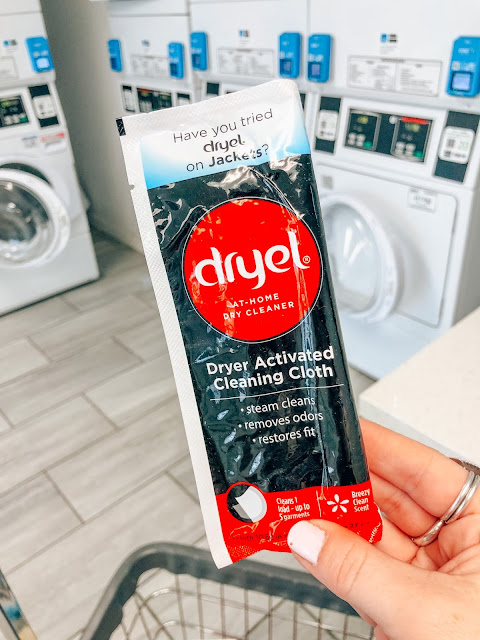 Have you tried
dryel
on Jackets?
dryel®
AT-HOME
DRY CLEANER
Dryer Activated
Cleaning Cloth
• steam cleans
• removes odors
• restores fit
Cleans 1
load - up to
5 garments
Breezy
Clean
Scent